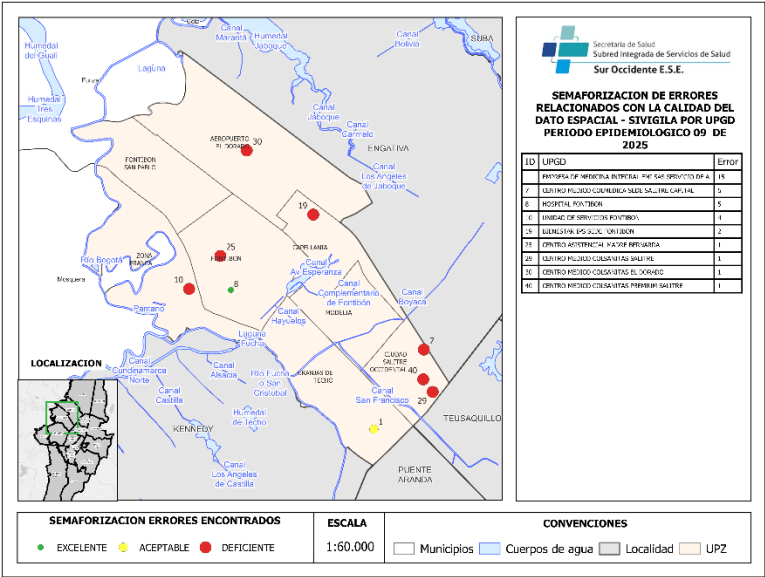 Cota
Canal
Marantá
Humedal
Jaboque
Canal
Bolivia
SUBA
Humedal
del Gualí
Funza
Laguna
Humedal
Tres
Esquinas
Canal
Jaboque
Canal
Carmelo
AEROPUERTO
EL DORADO
30
ENGATIVA
FONTIBON
SAN PABLO
Canal
Los Angeles
de Jaboque
19
CAPELLANIA
25
FONTIBON
ZONA
FRANCA
Río Bogotá
Mosquera
10
8
Canal
Av Esperanza
Canal
Complementario
de Fontibón
MODELIA
Canal
Boyaca
Pantano
Canal
Hayuelos
Laguna
Fucha
7
CIUDAD
SALITRE
OCCIDENTAL
40
29
Canal
San Francisco
GRANJAS DE
TECHO
Río Fucha
o San
Cristobal
Canal
Alsacia
Canal
Cundinamarca
Norte
Canal
Castilla
Humedal
de Techo
KENNEDY
1
TEUSAQUILLO
Canal
Los Angeles
de Castilla
PUENTE
ARANDA
LOCALIZACION
Secretaría de Salud
Subred Integrada de Servicios de Salud
Sur Occidente E.S.E.
SEMAFORIZACION DE ERRORES
RELACIONADOS CON LA CALIDAD DEL
DATO ESPACIAL - SIVIGILA POR UPGD
PERIODO EPIDEMIOLOGICO 09 DE
2025
ID UPGD Error
EMPRESA DE MEDICINA INTEGRAL EMI SAS SERVICIO DE A 15
7 CENTRO MEDICO COLMEDICA SEDE SALITRE CAPITAL 5
8 HOSPITAL FONTIBON 5
10 UNIDAD DE SERVICIOS FONTIBON 4
19 BIENESTAR IPS SEDE FONTIBON 2
25 CENTRO ASISTENCIAL MADRE BERNARDA 1
29 CENTRO MEDICO COLSANITAS SALITRE 1
30 CENTRO MEDICO COLSANITAS EL DORADO 1
40 CENTRO MEDICO COLSANITAS PREMIUM SALITRE 1
SEMAFORIZACION ERRORES ENCONTRADOS
EXCELENTE ACEPTABLE DEFICIENTE
ESCALA
1:60.000
CONVENCIONES
Municipios Cuerpos de agua Localidad UPZ